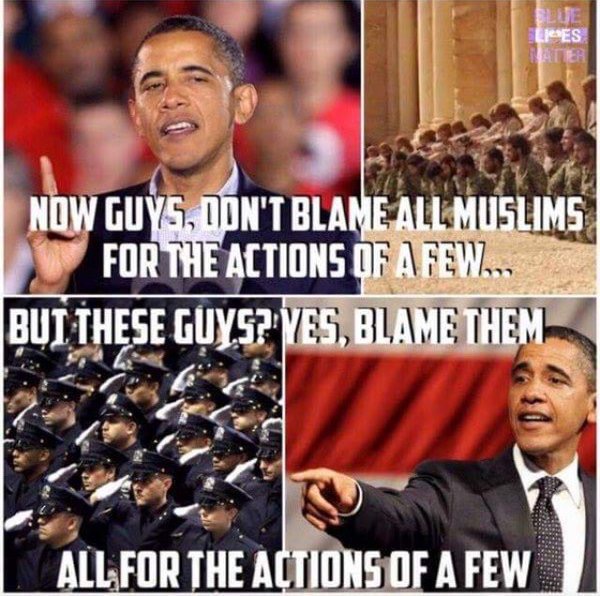 BLUE
LIVES
MATTER
NOW GUYS, DON'T BLAME ALL MUSLIMS
FOR THE ACTIONS OF A FEW...
BUT THESE GUYS? YES, BLAME THEM
ALL FOR THE ACTIONS OF A FEW